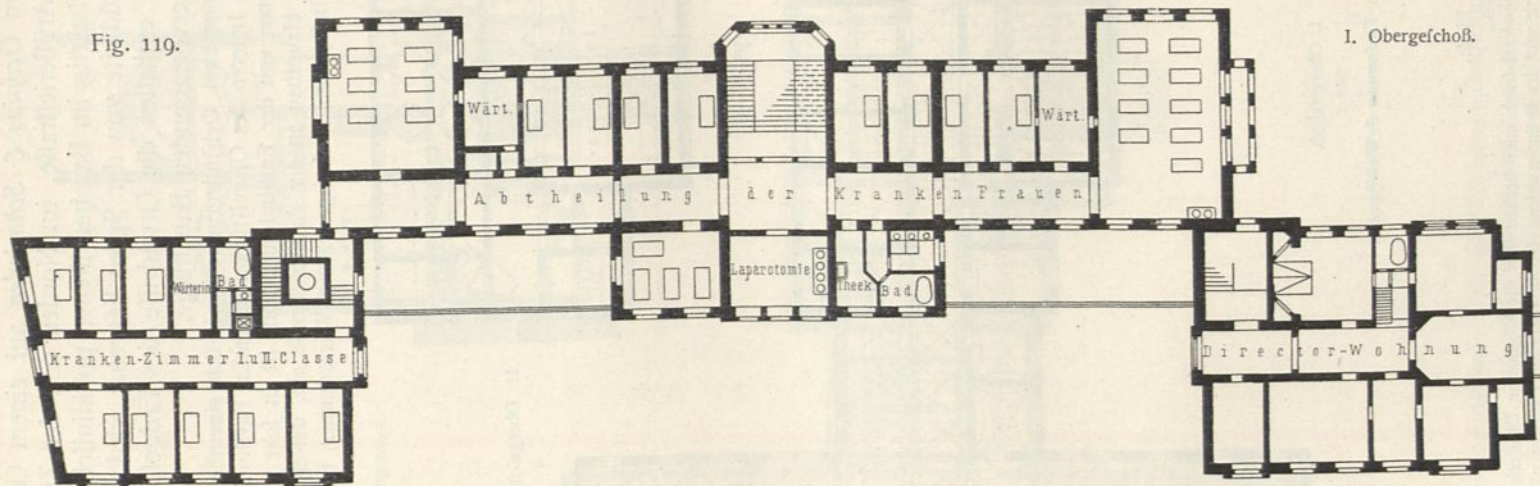 Fig. 119.
I. Obergeſchoß.
Wärt.
Wärt.
Abtheilung der Kranken Frauen
Wärterin
Bad
Laparotomie
Theek.
Bad
Kranken-Zimmer I.u.II.Classe
Director-Wohnung